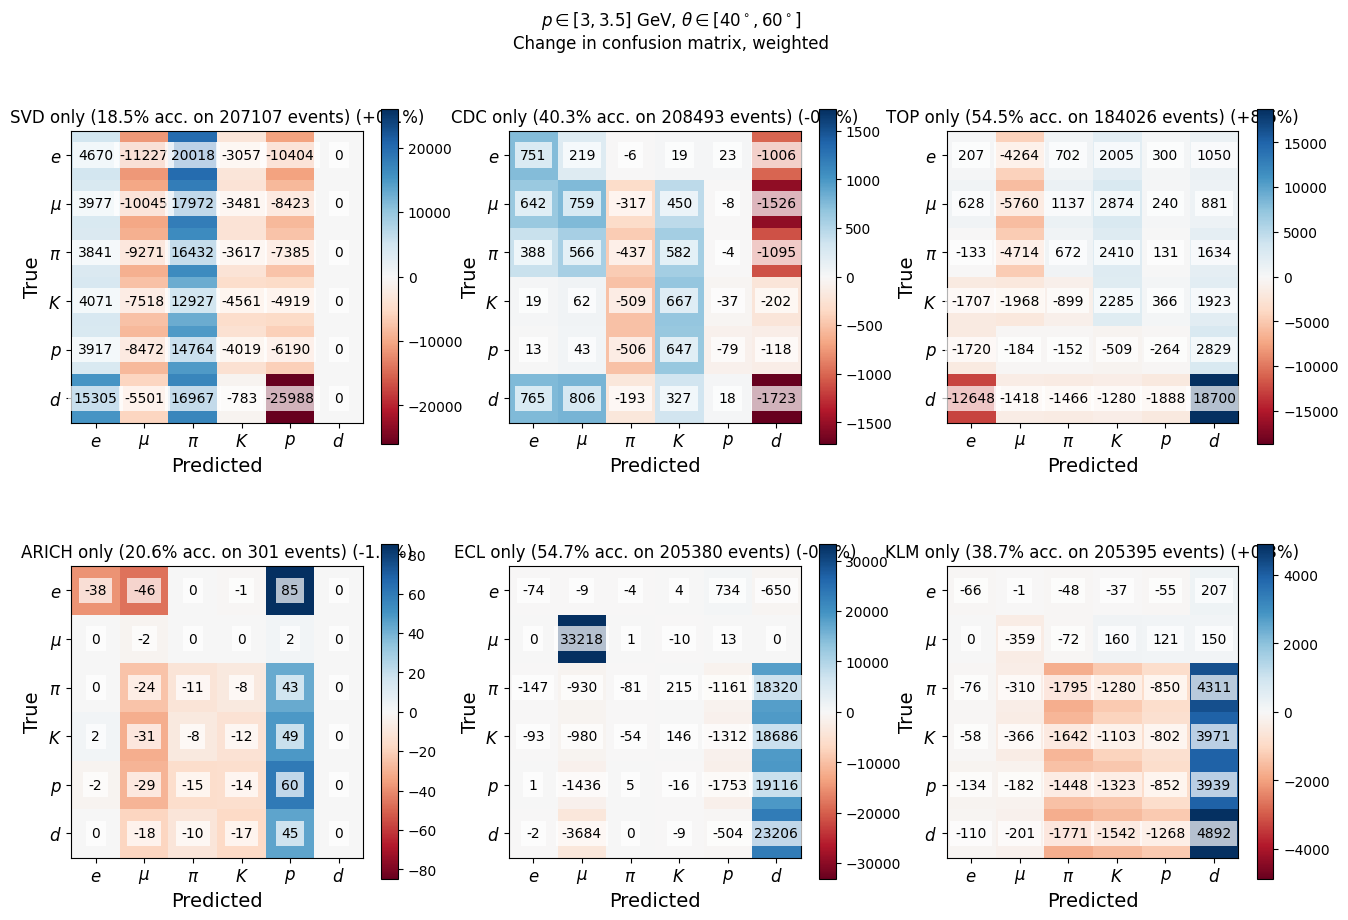 p ∈ [3, 3.5] GeV, θ ∈ [40°, 60°]
Change in confusion matrix, weighted
SVD only (18.5% acc. on 207107 events) (+0. %)
e 4670 -11227 20018 -3057 -10404 0
μ 3977 -10045 17972 -3481 -8423 0
π 3841 -9271 16432 -3617 -7385 0
K 4071 -7518 12927 -4561 -4919 0
p 3917 -8472 14764 -4019 -6190 0
d 15305 -5501 16967 -783 -25988 0
e μ π K p d
Predicted
True
20000
10000
0
−10000
−20000
CDC only (40.3% acc. on 208493 events) (-0. %)
e 751 219 -6 19 23 -1006
μ 642 759 -317 450 -8 -1526
π 388 566 -437 582 -4 -1095
K 19 62 -509 667 -37 -202
p 13 43 -506 647 -79 -118
d 765 806 -193 327 18 -1723
e μ π K p d
Predicted
True
1500
1000
500
0
−500
−1000
−1500
TOP only (54.5% acc. on 184026 events) (+8. %)
e 207 -4264 702 2005 300 1050
μ 628 -5760 1137 2874 240 881
π -133 -4714 672 2410 131 1634
K -1707 -1968 -899 2285 366 1923
p -1720 -184 -152 -509 -264 2829
d -12648 -1418 -1466 -1280 -1888 18700
e μ π K p d
Predicted
True
15000
10000
5000
0
−5000
−10000
−15000
ARICH only (20.6% acc. on 301 events) (-1. %)
e -38 -46 0 -1 85 0
μ 0 -2 0 0 2 0
π 0 -24 -11 -8 43 0
K 2 -31 -8 -12 49 0
p -2 -29 -15 -14 60 0
d 0 -18 -10 -17 45 0
e μ π K p d
Predicted
True
80
60
40
20
0
−20
−40
−60
−80
ECL only (54.7% acc. on 205380 events) (-0. %)
e -74 -9 -4 4 734 -650
μ 0 33218 1 -10 13 0
π -147 -930 -81 215 -1161 18320
K -93 -980 -54 146 -1312 18686
p 1 -1436 5 -16 -1753 19116
d -2 -3684 0 -9 -504 23206
e μ π K p d
Predicted
True
30000
20000
10000
0
−10000
−20000
−30000
KLM only (38.7% acc. on 205395 events) (+0. %)
e -66 -1 -48 -37 -55 207
μ 0 -359 -72 160 121 150
π -76 -310 -1795 -1280 -850 4311
K -58 -366 -1642 -1103 -802 3971
p -134 -182 -1448 -1323 -852 3939
d -110 -201 -1771 -1542 -1268 4892
e μ π K p d
Predicted
True
4000
2000
0
−2000
−4000